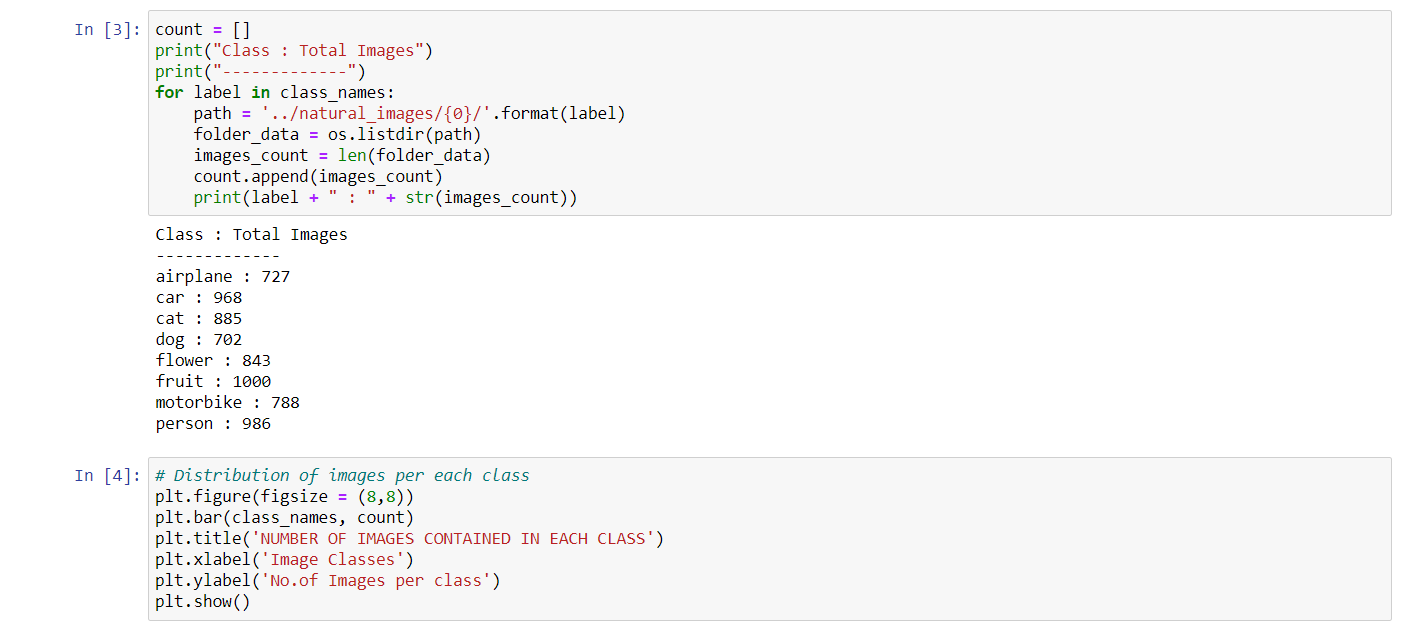 In [3]: count = []
print("Class : Total Images")
print("-------------")
for label in class_names:
    path = '../natural_images/{0}/'.format(label)
    folder_data = os.listdir(path)
    images_count = len(folder_data)
    count.append(images_count)
    print(label + " : " + str(images_count))
Class : Total Images
-------------
airplane : 727
car : 968
cat : 885
dog : 702
flower : 843
fruit : 1000
motorbike : 788
person : 986
In [4]: # Distribution of images per each class
plt.figure(figsize = (8,8))
plt.bar(class_names, count)
plt.title('NUMBER OF IMAGES CONTAINED IN EACH CLASS')
plt.xlabel('Image Classes')
plt.ylabel('No.of Images per class')
plt.show()